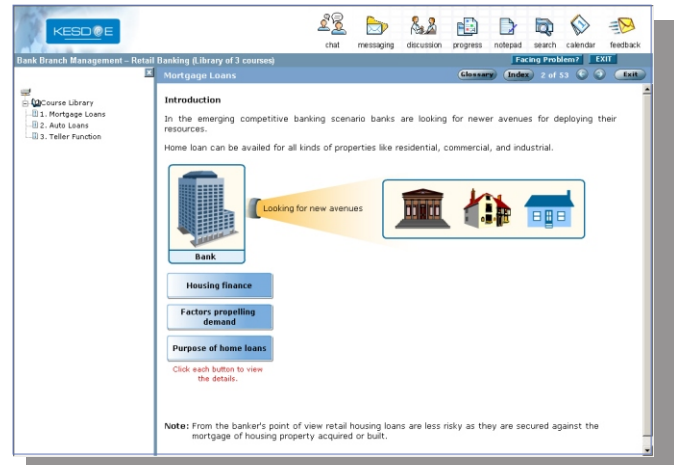 KESDEE
chat messaging discussion progress notepad search calendar feedback
Bank Branch Management – Retail Banking (Library of 3 courses)
Facing Problem? EXIT
Mortgage Loans
Glossary Index 2 of 53 Exit
Course Library
1. Mortgage Loans
2. Auto Loans
3. Teller Function
Introduction
In the emerging competitive banking scenario banks are looking for newer avenues for deploying their
resources.
Home loan can be availed for all kinds of properties like residential, commercial, and industrial.
Looking for new avenues
Bank
Housing finance
Factors propelling
demand
Purpose of home loans
Click each button to view
the details.
Note: From the banker's point of view retail housing loans are less risky as they are secured against the
mortgage of housing property acquired or built.